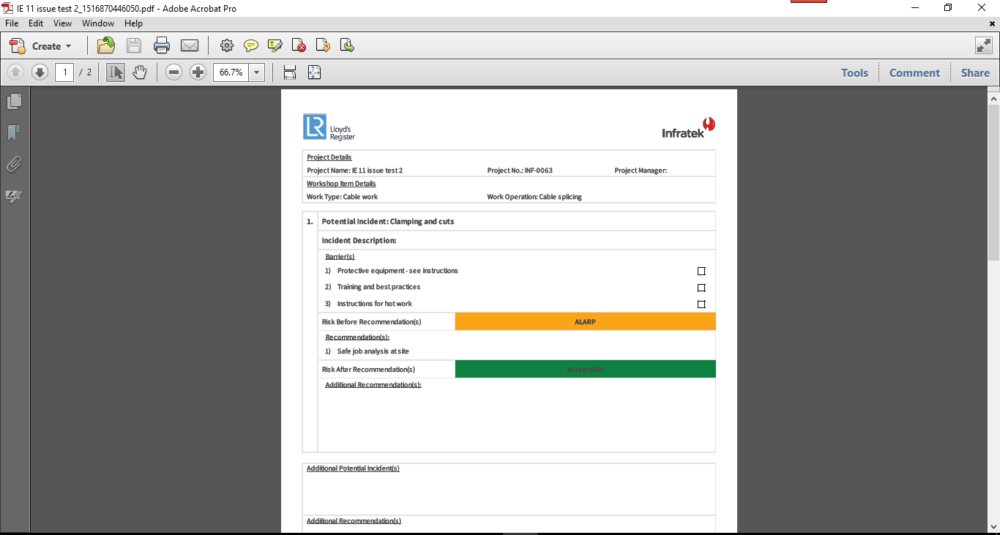 IE 11 issue test 2_1516870446050.pdf - Adobe Acrobat Pro
File Edit View Window Help
Create
1 / 2 66.7% Tools Comment Share
LR Lloyd's
Register
Infratek
Project Details
Project Name: IE 11 issue test 2 Project No.: INF-0063 Project Manager:
Workshop Item Details
Work Type: Cable work Work Operation: Cable splicing
1. Potential Incident: Clamping and cuts
Incident Description:
Barrier(s)
1) Protective equipment - see instructions
2) Training and best practices
3) Instructions for hot work
Risk Before Recommendation(s) ALARP
Recommendation(s):
1) Safe job analysis at site
Risk After Recommendation(s) Acceptable
Additional Recommendation(s):
Additional Potential Incident(s)
Additional Recommendation(s)